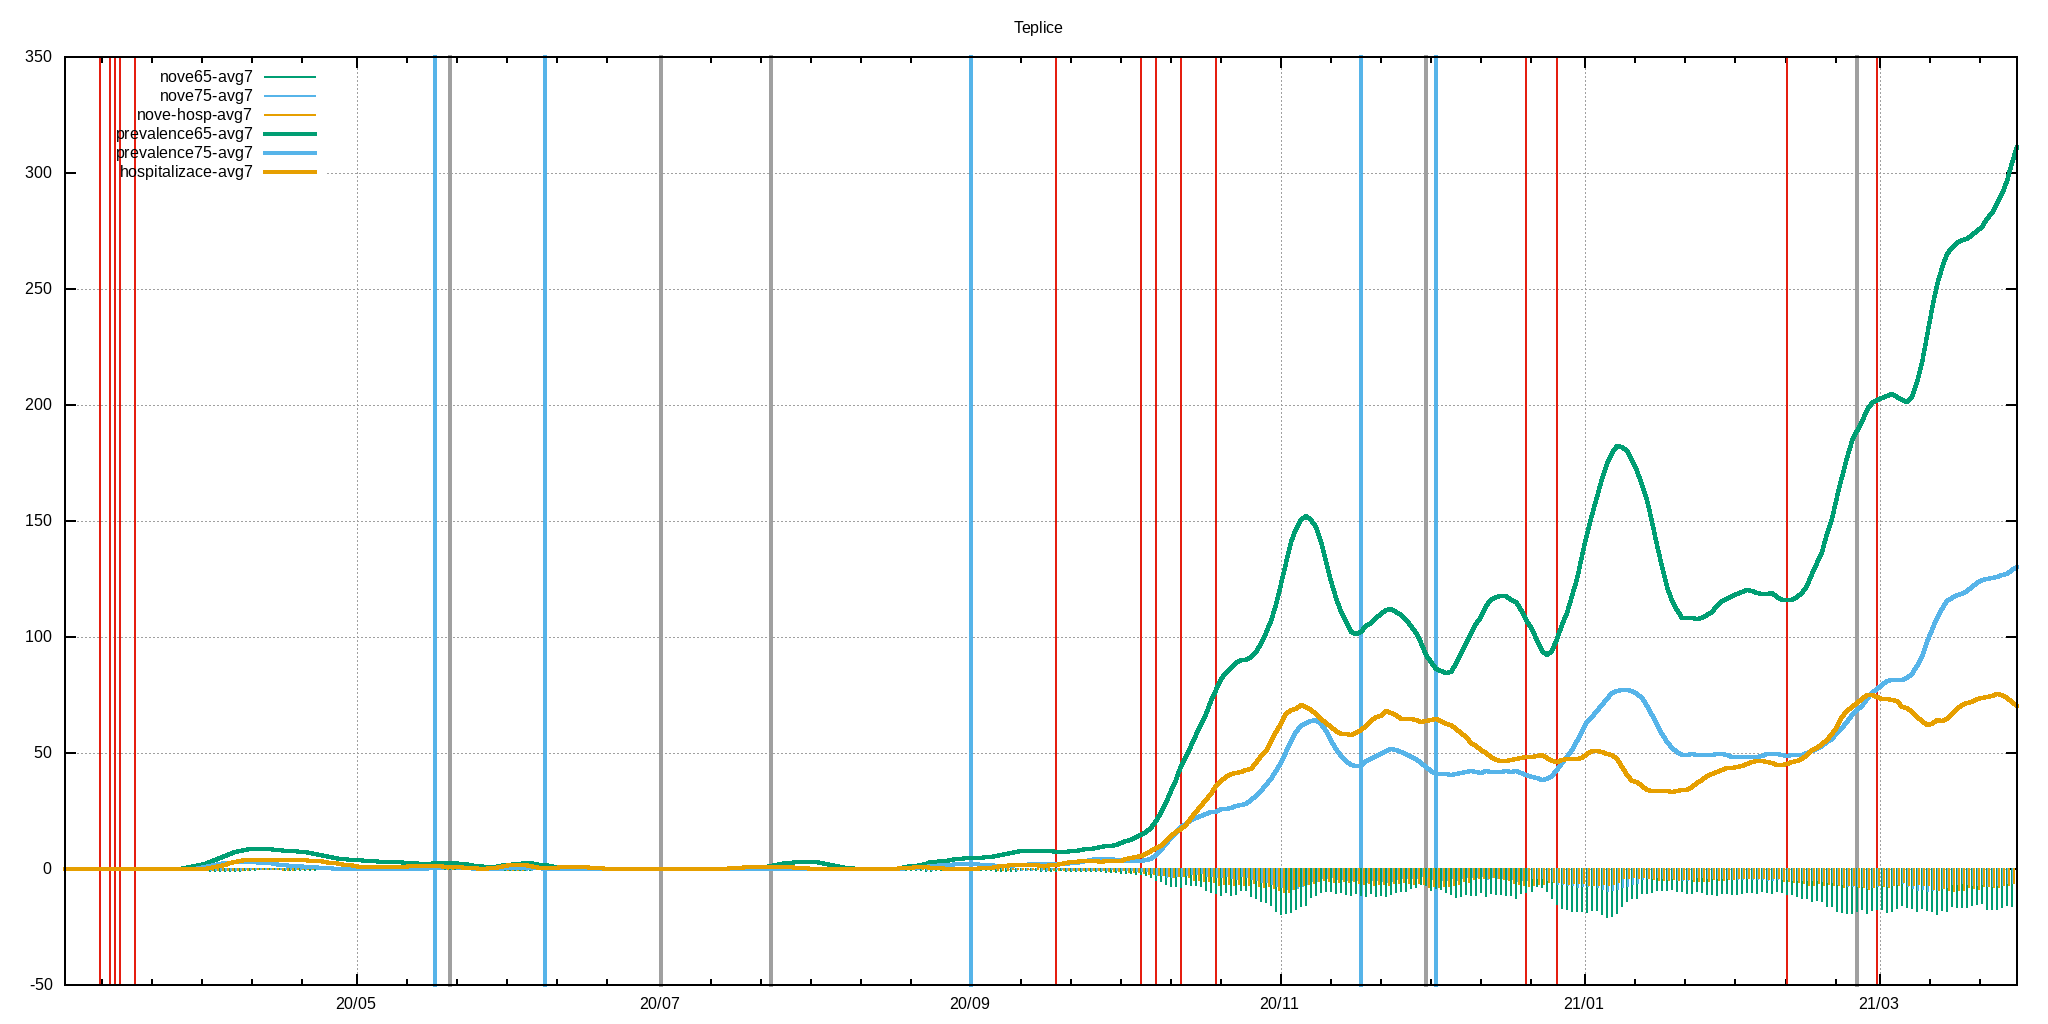 Teplice
350
nove65-avg7
nove75-avg7
nove-hosp-avg7
prevalence65-avg7
prevalence75-avg7
hospitalizace-avg7
300
250
200
150
100
50
0
-50
20/05
20/07
20/09
20/11
21/01
21/03